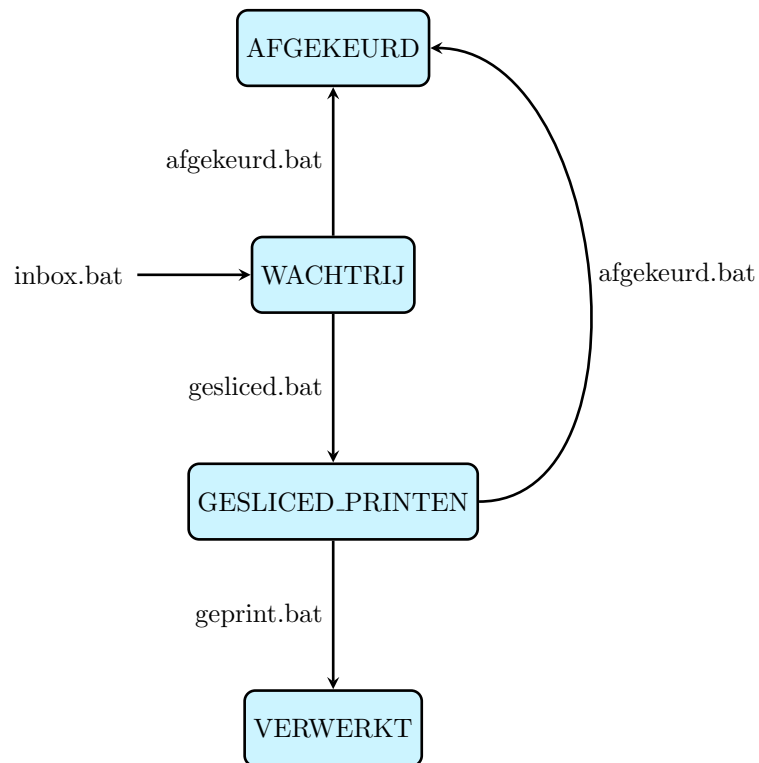 AFGEKEURD
afgekeurd.bat
inbox.bat
WACHTRIJ
afgekeurd.bat
gesliced.bat
GESLICED_PRINTEN
geprint.bat
VERWERKT